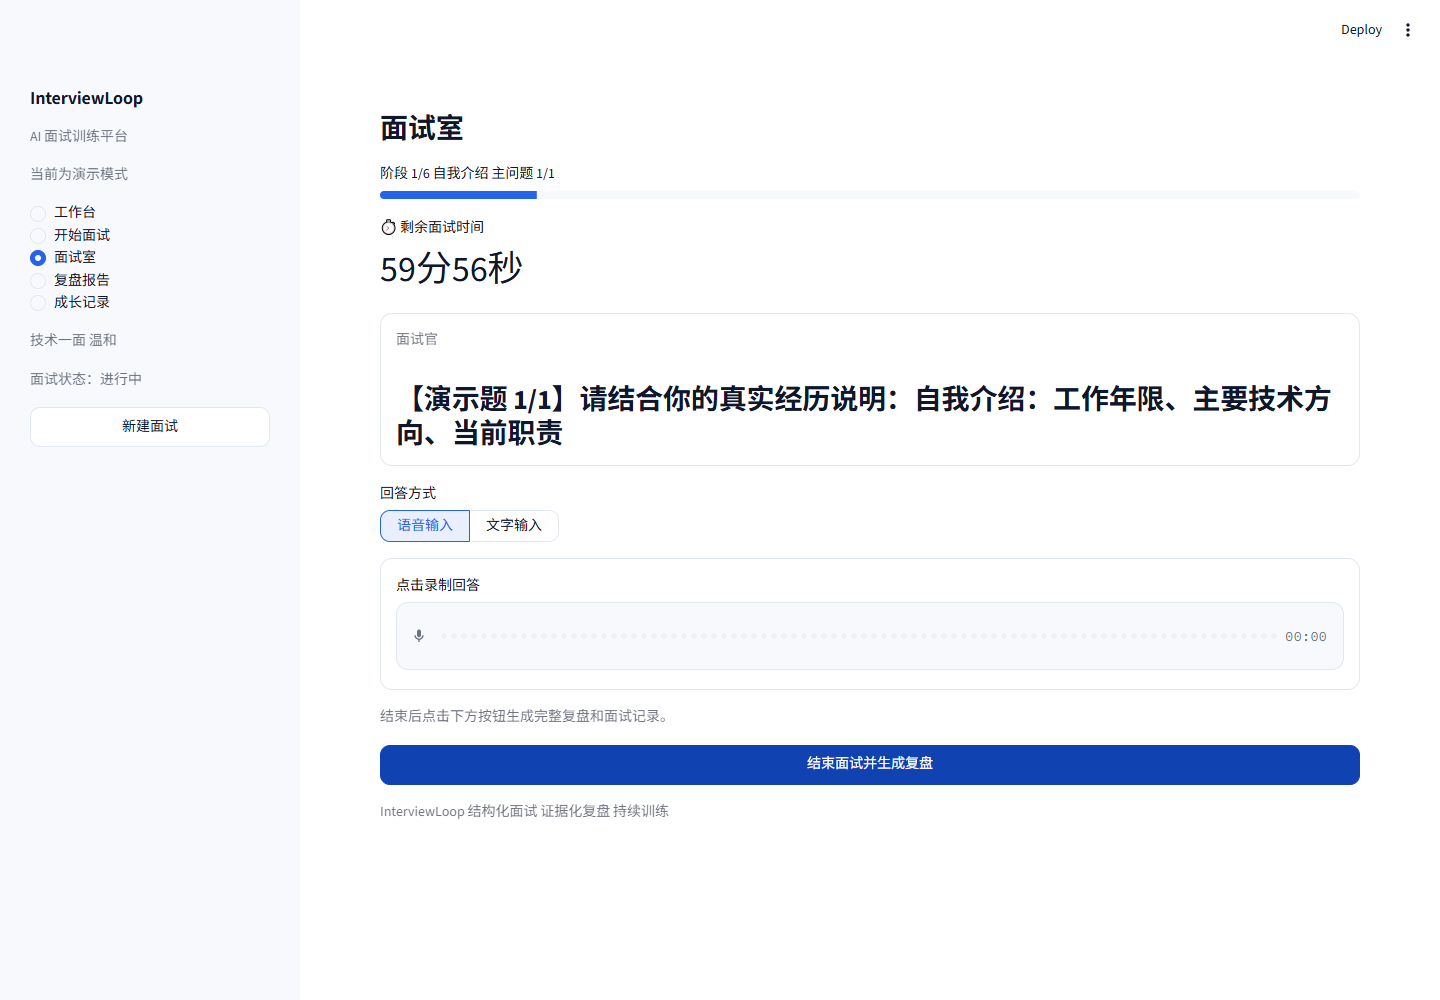 Deploy
InterviewLoop
AI 面试训练平台
当前为演示模式
工作台
开始面试
面试室
复盘报告
成长记录
技术一面 温和
面试状态：进行中
新建面试
面试室
阶段 1/6 自我介绍 主问题 1/1
剩余面试时间
59分56秒
面试官
【演示题 1/1】请结合你的真实经历说明：自我介绍：工作年限、主要技术方
向、当前职责
回答方式
语音输入
文字输入
点击录制回答
00:00
结束后点击下方按钮生成完整复盘和面试记录。
结束面试并生成复盘
InterviewLoop 结构化面试 证据化复盘 持续训练